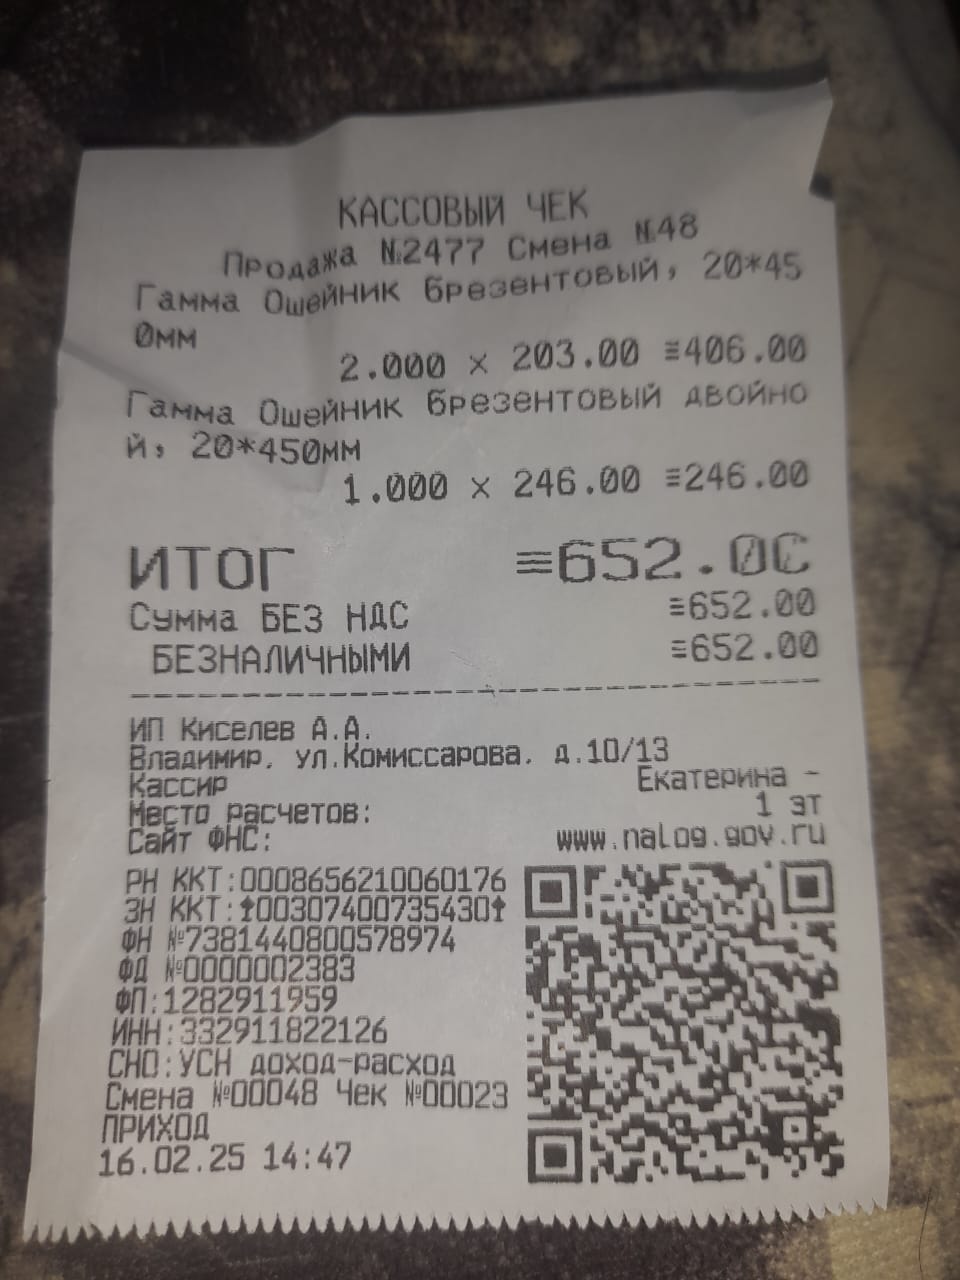 КАССОВЫЙ ЧЕК
Продажа №2477 Смена №48
Гамма Ошейник брезентовый, 20*45
0мм
2.000 × 203.00 ≡406.00
Гамма Ошейник брезентовый двойно
й, 20*450мм
1.000 × 246.00 ≡246.00
ИТОГ ≡652.00
Сумма БЕЗ НДС ≡652.00
БЕЗНАЛИЧНЫМИ ≡652.00
ИП Киселев А.А.
Владимир, ул.Комиссарова, д.10/13
Кассир Екатерина -
Место расчетов: 1 эт
Сайт ФНС: www.nalog.gov.ru
РН ККТ:0008656210060176
ЗН ККТ:↟00307400735430↟
ФН №7381440800578974
ФД №0000002383
ФП:1282911959
ИНН:332911822126
СНО:УСН доход-расход
Смена №00048 Чек №00023
ПРИХОД
16.02.25 14:47